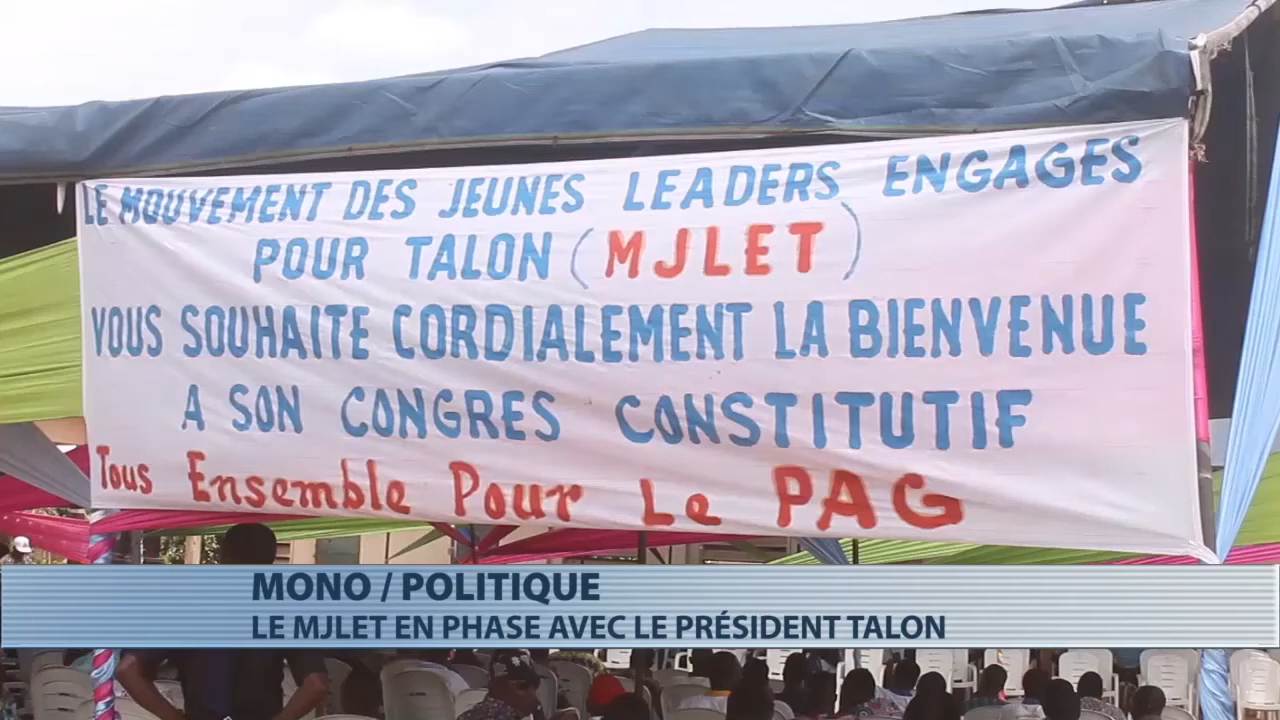 LE MOUVEMENT DES JEUNES LEADERS ENGAGES
POUR TALON (MJLET)
VOUS SOUHAITE CORDIALEMENT LA BIENVENUE
A SON CONGRES CONSTITUTIF
Tous Ensemble Pour Le PAG
MONO / POLITIQUE
LE MJLET EN PHASE AVEC LE PRÉSIDENT TALON